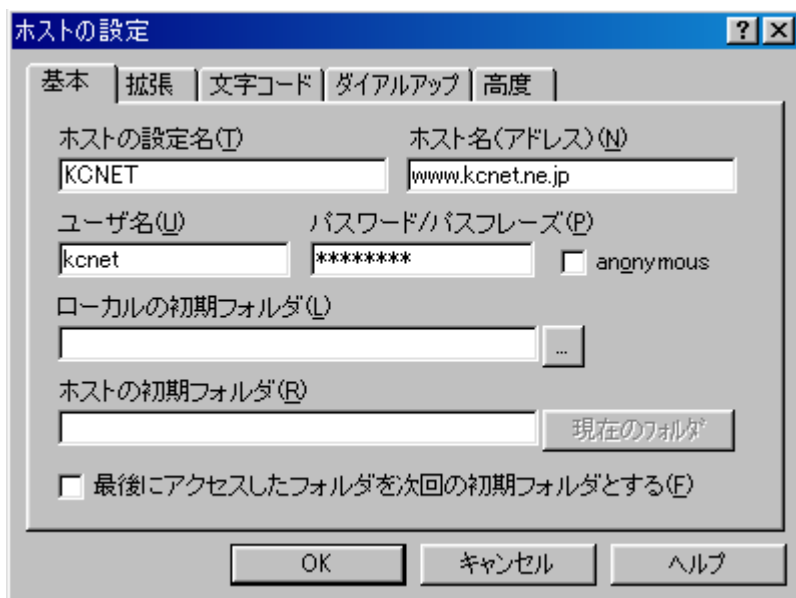 ホストの設定
基本 拡張 文字コード ダイアルアップ 高度
ホストの設定名(T) ホスト名(アドレス)(N)
KCNET www.kcnet.ne.jp
ユーザ名(U) パスワード/パスフレーズ(P)
kcnet ******** anonymous
ローカルの初期フォルダ(L)
...
ホストの初期フォルダ(R)
現在のフォルダ
最後にアクセスしたフォルダを次回の初期フォルダとする(F)
OK キャンセル ヘルプ